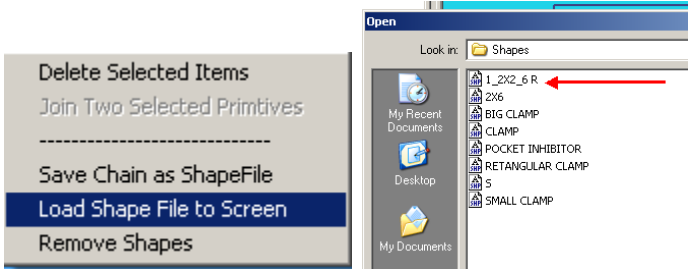 Delete Selected Items
Join Two Selected Primtives
-----------------------------
Save Chain as ShapeFile
Load Shape File to Screen
Remove Shapes
Open
Look in: Shapes
My Recent
Documents
Desktop
My Documents
1_2X2_6 R
2X6
BIG CLAMP
CLAMP
POCKET INHIBITOR
RETANGULAR CLAMP
S
SMALL CLAMP